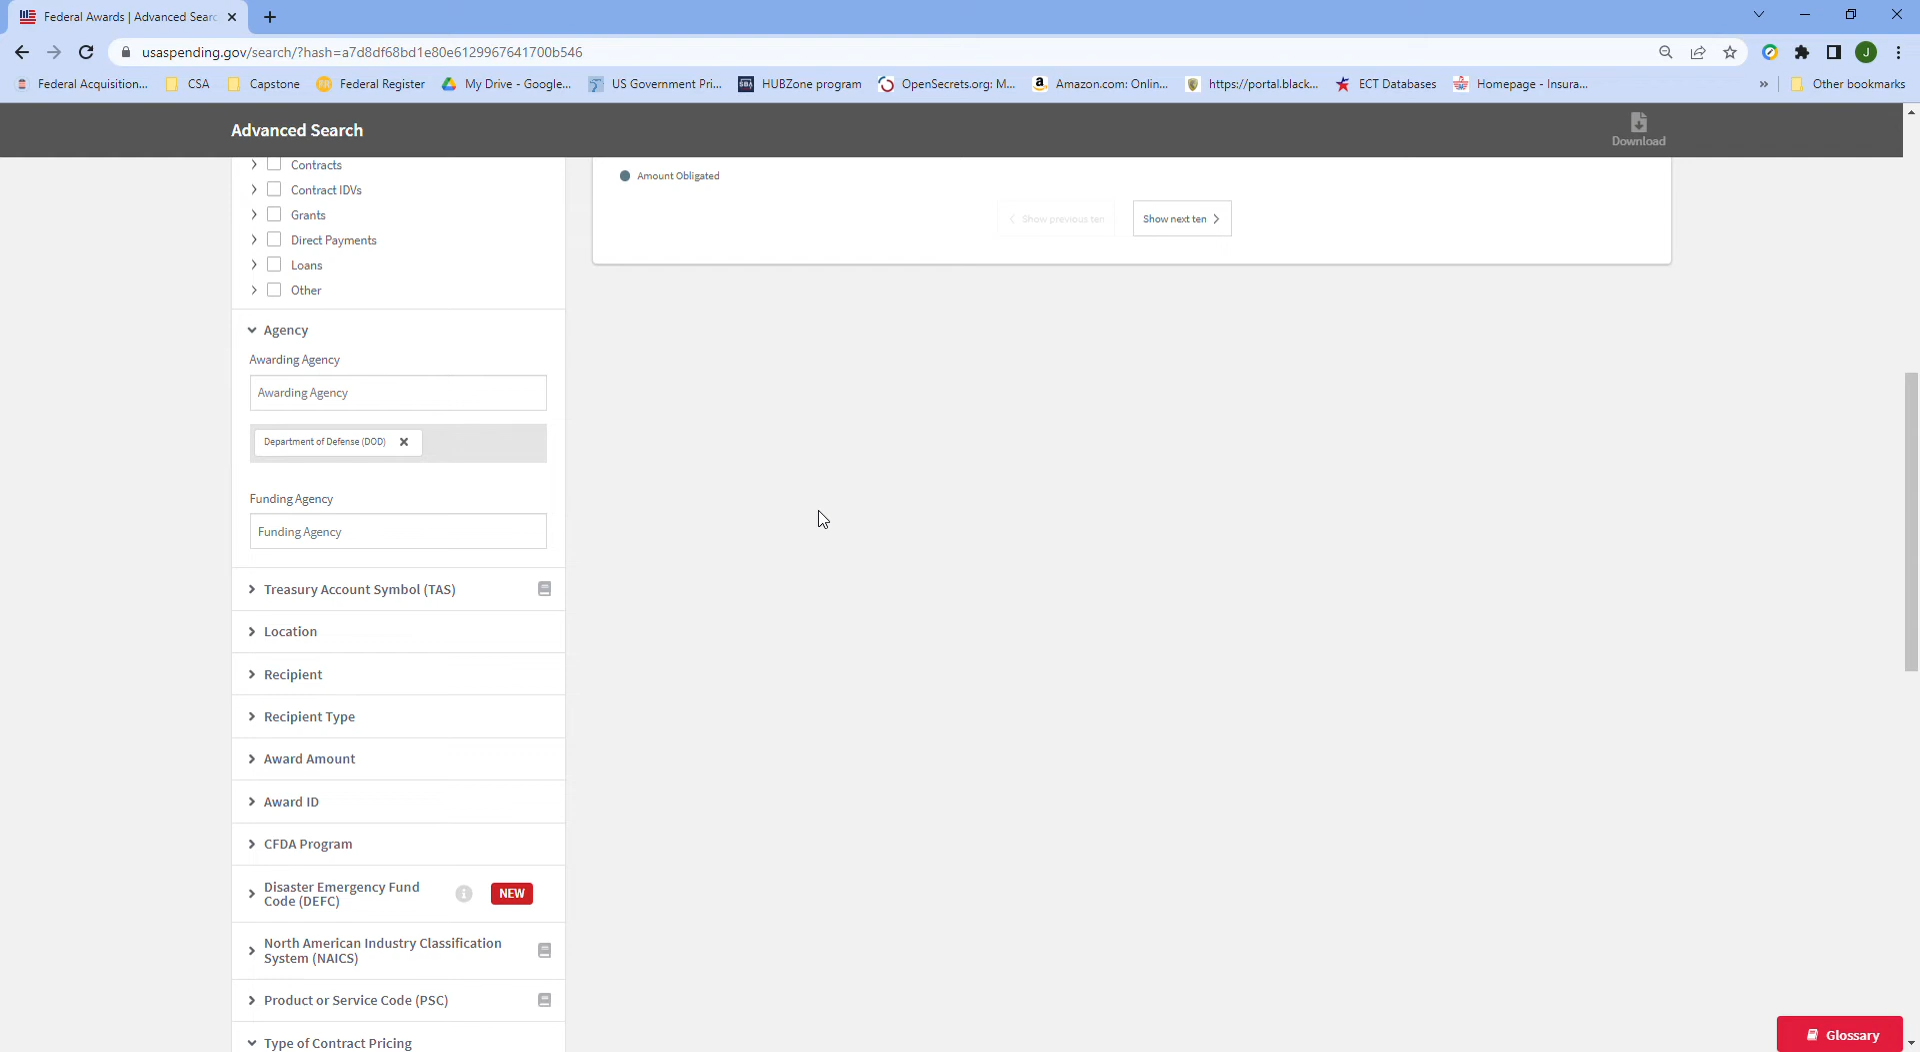 Federal Awards | Advanced Searc
usaspending.gov/search/?hash=a7d8df68bd1e80e6129967641700b546
J
Federal Acquisition...
CSA
Capstone
FR
Federal Register
My Drive - Google...
US Government Pri...
SBA
HUBZone program
OpenSecrets.org: M...
a
Amazon.com: Onlin...
https://portal.black...
ECT Databases
Homepage - Insura...
»
Other bookmarks
Advanced Search
Download
Contracts
Contract IDVs
Grants
Direct Payments
Loans
Other
Amount Obligated
Show previous ten
Show next ten
Agency
Awarding Agency
Awarding Agency
Department of Defense (DOD)
Funding Agency
Funding Agency
Treasury Account Symbol (TAS)
Location
Recipient
Recipient Type
Award Amount
Award ID
CFDA Program
Disaster Emergency Fund
Code (DEFC)
NEW
North American Industry Classification
System (NAICS)
Product or Service Code (PSC)
Type of Contract Pricing
Glossary